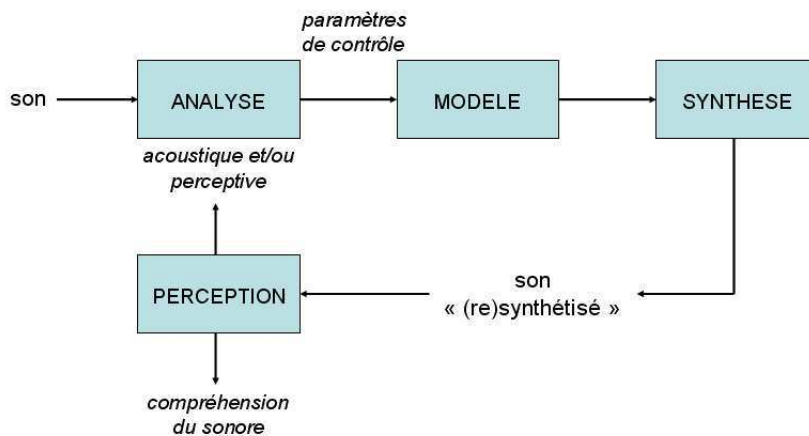 paramètres
de contrôle
son
ANALYSE
MODELE
SYNTHESE
acoustique et/ou
perceptive
PERCEPTION
son
« (re)synthétisé »
compréhension
du sonore